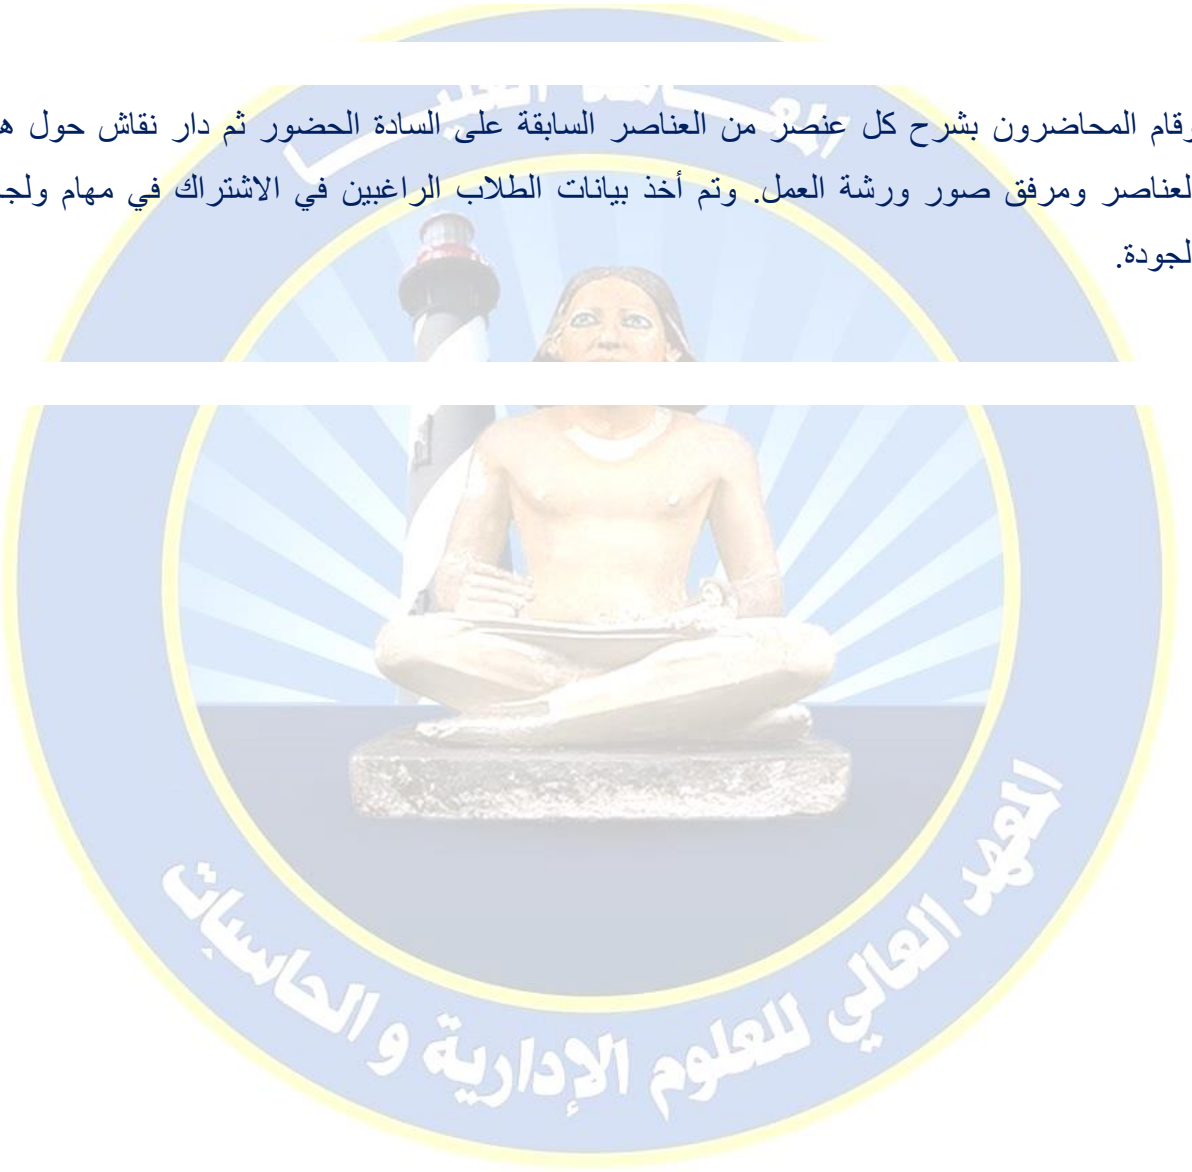 وقام المحاضرون بشرح كل عنصر من العناصر السابقة على السادة الحضور ثم دار نقاش حول
لعناصر ومرفق صور ورشة العمل. وتم أخذ بيانات الطلاب الراغبين في الاشتراك في مهام
لجودة.
المعهد العالي للعلوم الإدارية و الحاسبات